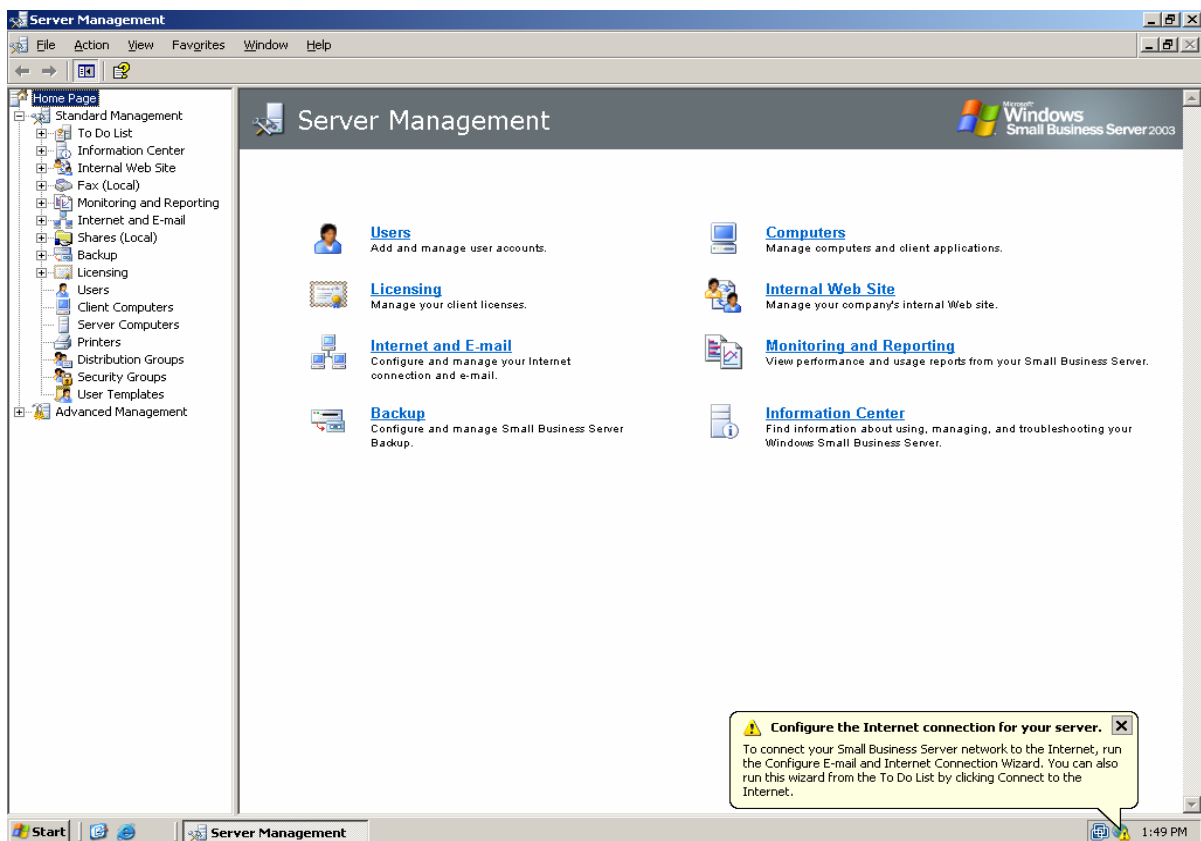 Server Management
File Action View Favorites Window Help
Home Page
Standard Management
To Do List
Information Center
Internal Web Site
Fax (Local)
Monitoring and Reporting
Internet and E-mail
Shares (Local)
Backup
Licensing
Users
Client Computers
Server Computers
Printers
Distribution Groups
Security Groups
User Templates
Advanced Management
Server Management
Microsoft
Windows
Small Business Server 2003
Users
Add and manage user accounts.
Computers
Manage computers and client applications.
Licensing
Manage your client licenses.
Internal Web Site
Manage your company's internal Web site.
Internet and E-mail
Configure and manage your Internet
connection and e-mail.
Monitoring and Reporting
View performance and usage reports from your Small Business Server.
Backup
Configure and manage Small Business Server
Backup.
Information Center
Find information about using, managing, and troubleshooting your
Windows Small Business Server.
Configure the Internet connection for your server.
To connect your Small Business Server network to the Internet, run
the Configure E-mail and Internet Connection Wizard. You can also
run this wizard from the To Do List by clicking Connect to the
Internet.
Start
Server Management
1:49 PM